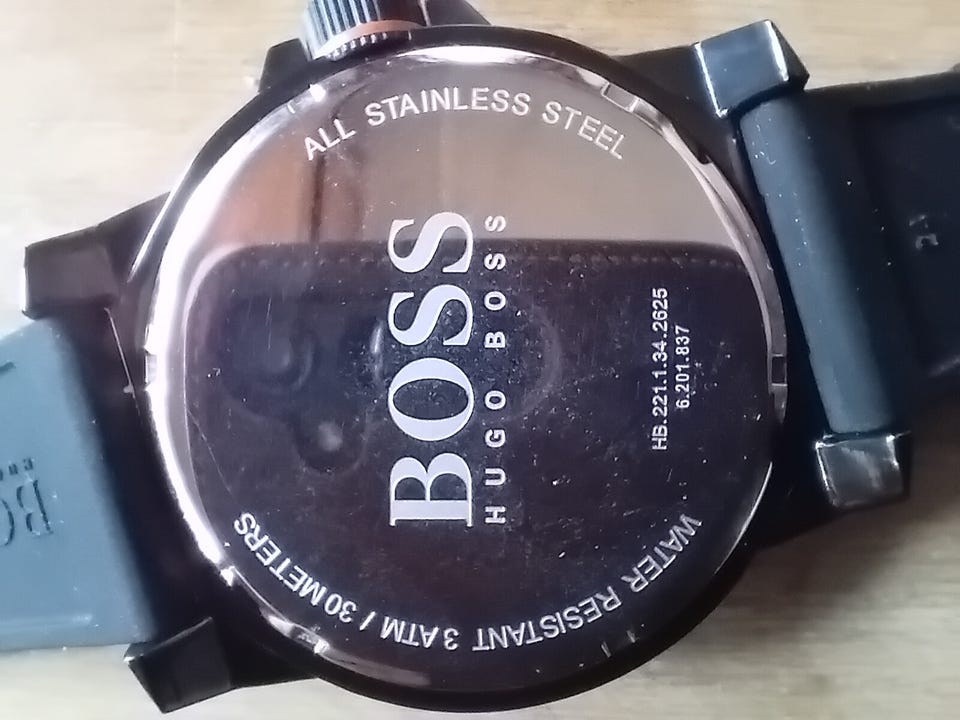 ALL STAINLESS STEEL
BOSS
HUGO BOSS
HB.221.1.34.2625
6.201.837
WATER RESISTANT 3 ATM / 30 METERS